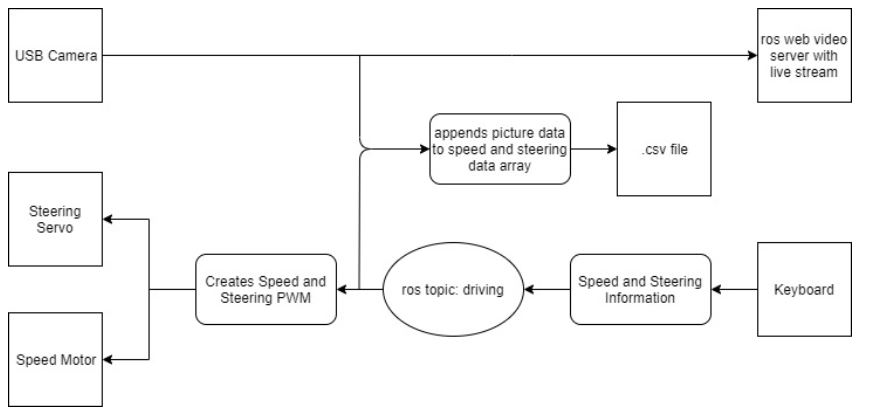 USB Camera
ros web video
server with
live stream
appends picture data
to speed and steering
data array
.csv file
Steering
Servo
Creates Speed and
Steering PWM
ros topic: driving
Speed and Steering
Information
Keyboard
Speed Motor